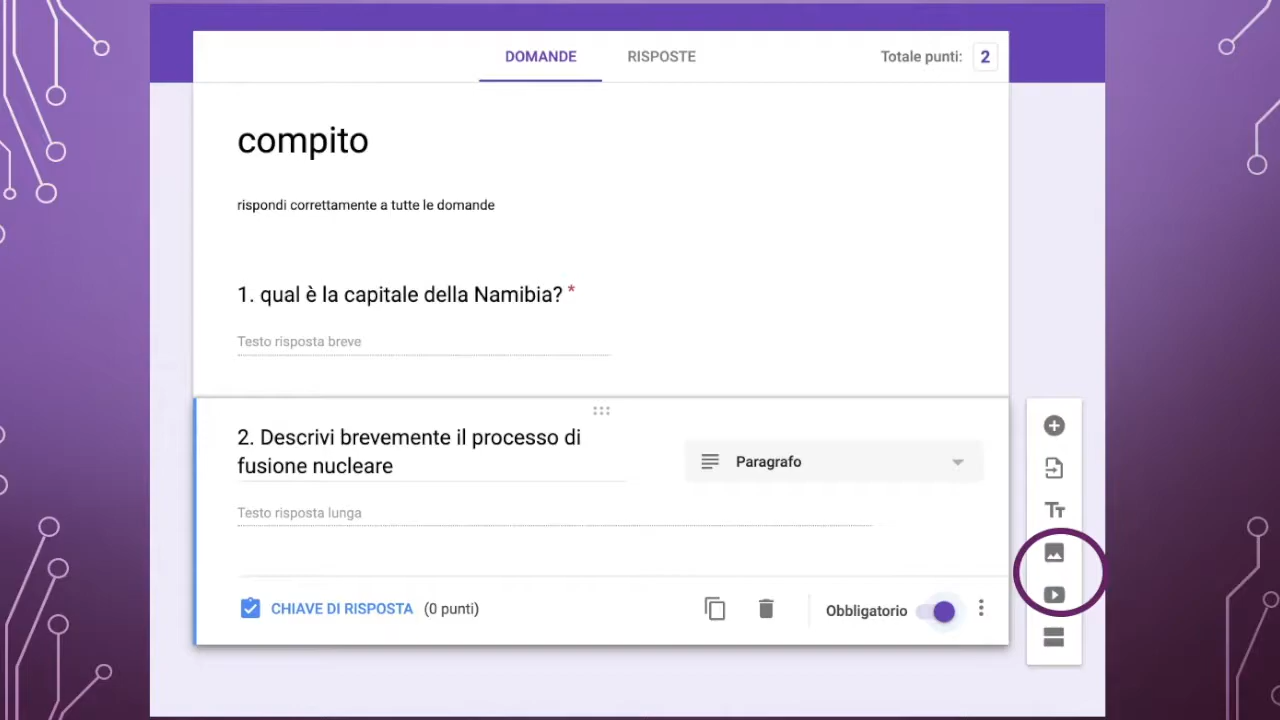 DOMANDE RISPOSTE Totale punti: 2
compito
rispondi correttamente a tutte le domande
1. qual è la capitale della Namibia? *
Testo risposta breve
2. Descrivi brevemente il processo di
fusione nucleare
Paragrafo
Testo risposta lunga
CHIAVE DI RISPOSTA (0 punti) Obbligatorio
Tт